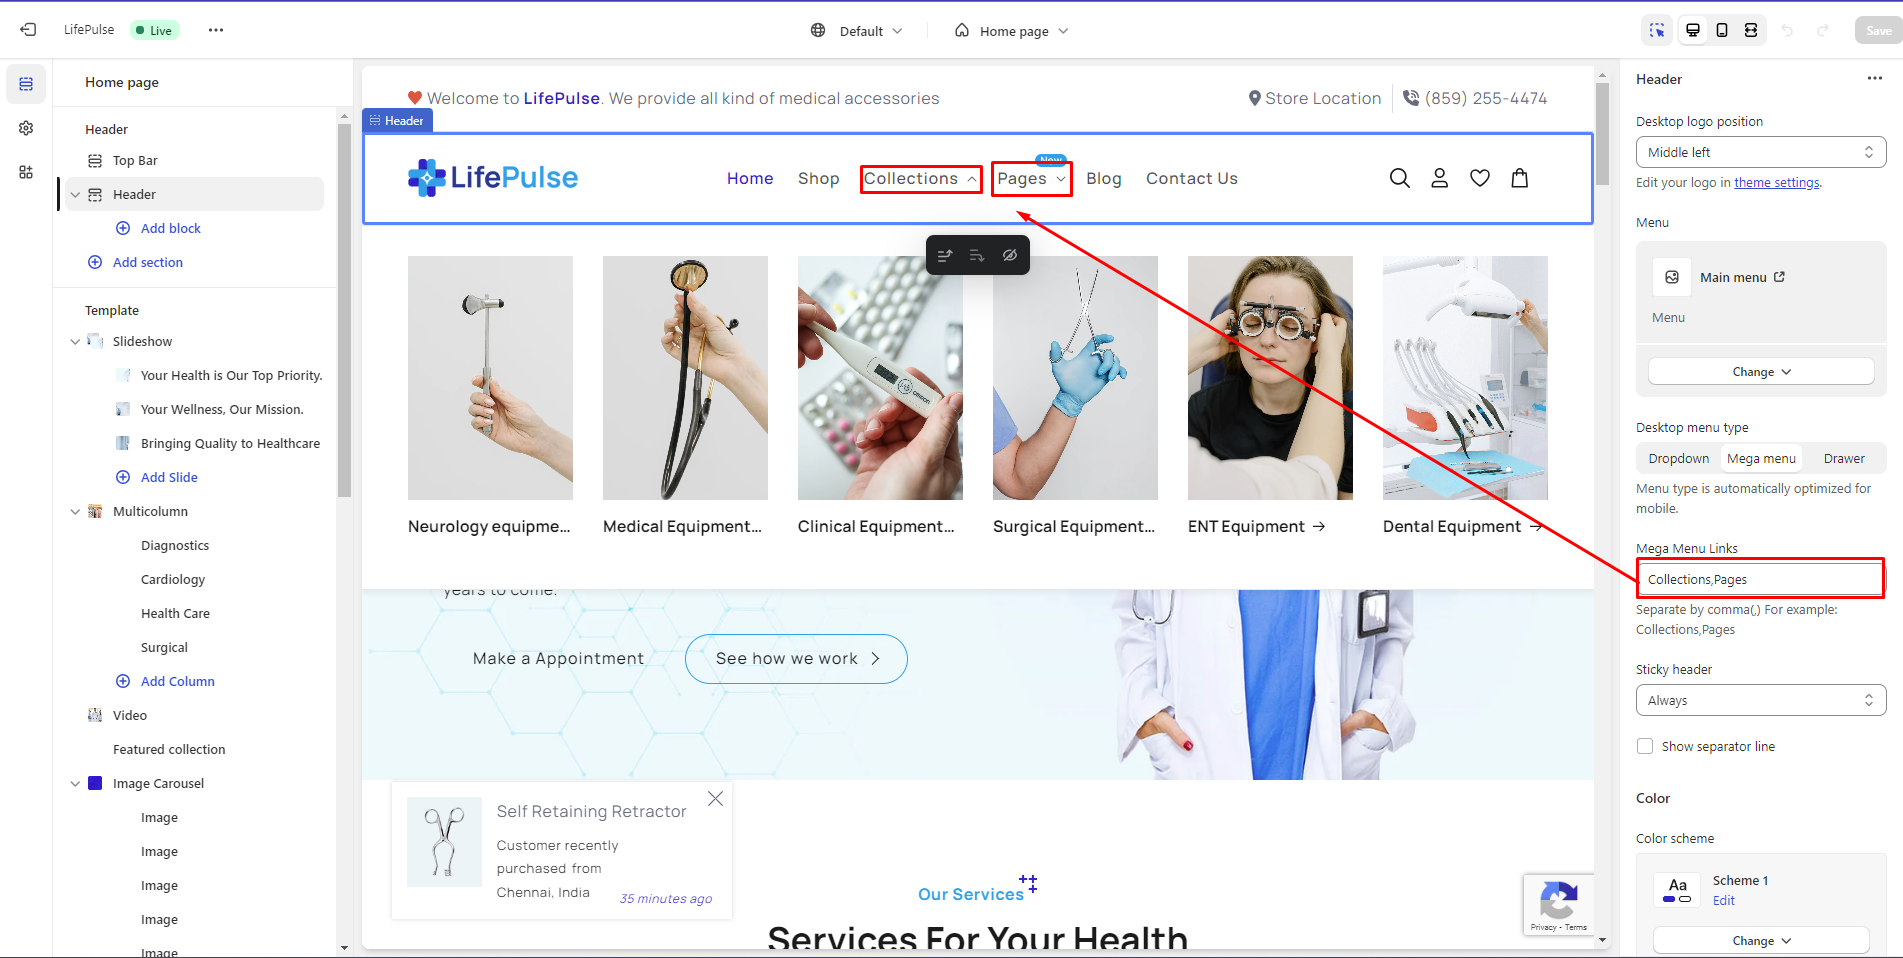 LifePulse
Live
Default
Home page
Save
Home page
Header
Top Bar
Header
Add block
Add section
Template
Slideshow
Your Health is Our Top Priority.
Your Wellness, Our Mission.
Bringing Quality to Healthcare
Add Slide
Multicolumn
Diagnostics
Cardiology
Health Care
Surgical
Add Column
Video
Featured collection
Image Carousel
Image
Image
Image
Image
Image
Welcome to LifePulse. We provide all kind of medical accessories
Store Location
(859) 255-4474
Header
LifePulse
Home
Shop
Collections
New
Pages
Blog
Contact Us
Neurology equipme...
Medical Equipment...
Clinical Equipment...
Surgical Equipment...
ENT Equipment →
Dental Equipment →
years to come.
Make a Appointment
See how we work
Self Retaining Retractor
Customer recently
purchased from
Chennai, India
35 minutes ago
Our Services
Services For Your Health
Privacy - Terms
Header
Desktop logo position
Middle left
Edit your logo in theme settings.
Menu
Main menu
Menu
Change
Desktop menu type
Dropdown
Mega menu
Drawer
Menu type is automatically optimized for
mobile.
Mega Menu Links
Collections,Pages
Separate by comma(,) For example:
Collections,Pages
Sticky header
Always
Show separator line
Color
Color scheme
Aa
Scheme 1
Edit
Change